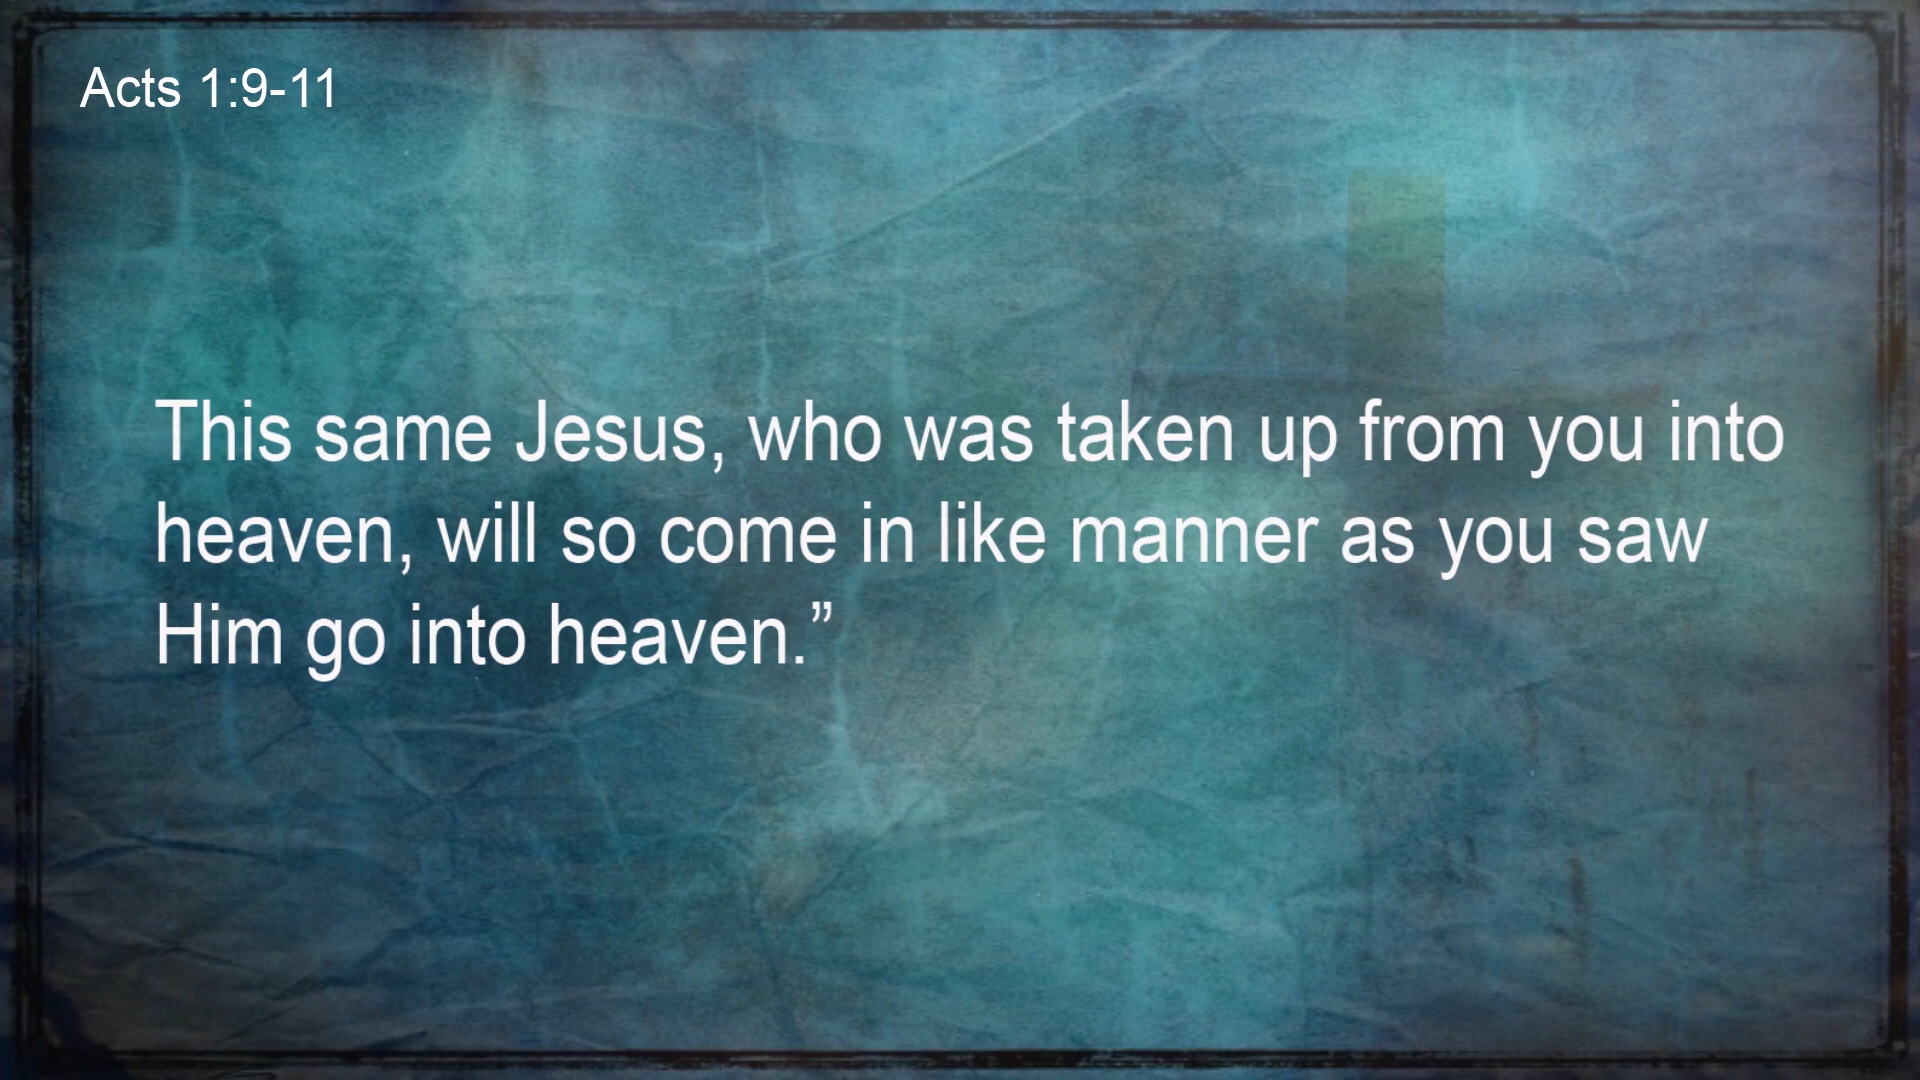 Acts 1:9-11
This same Jesus, who was taken up from you into
heaven, will so come in like manner as you saw
Him go into heaven.”